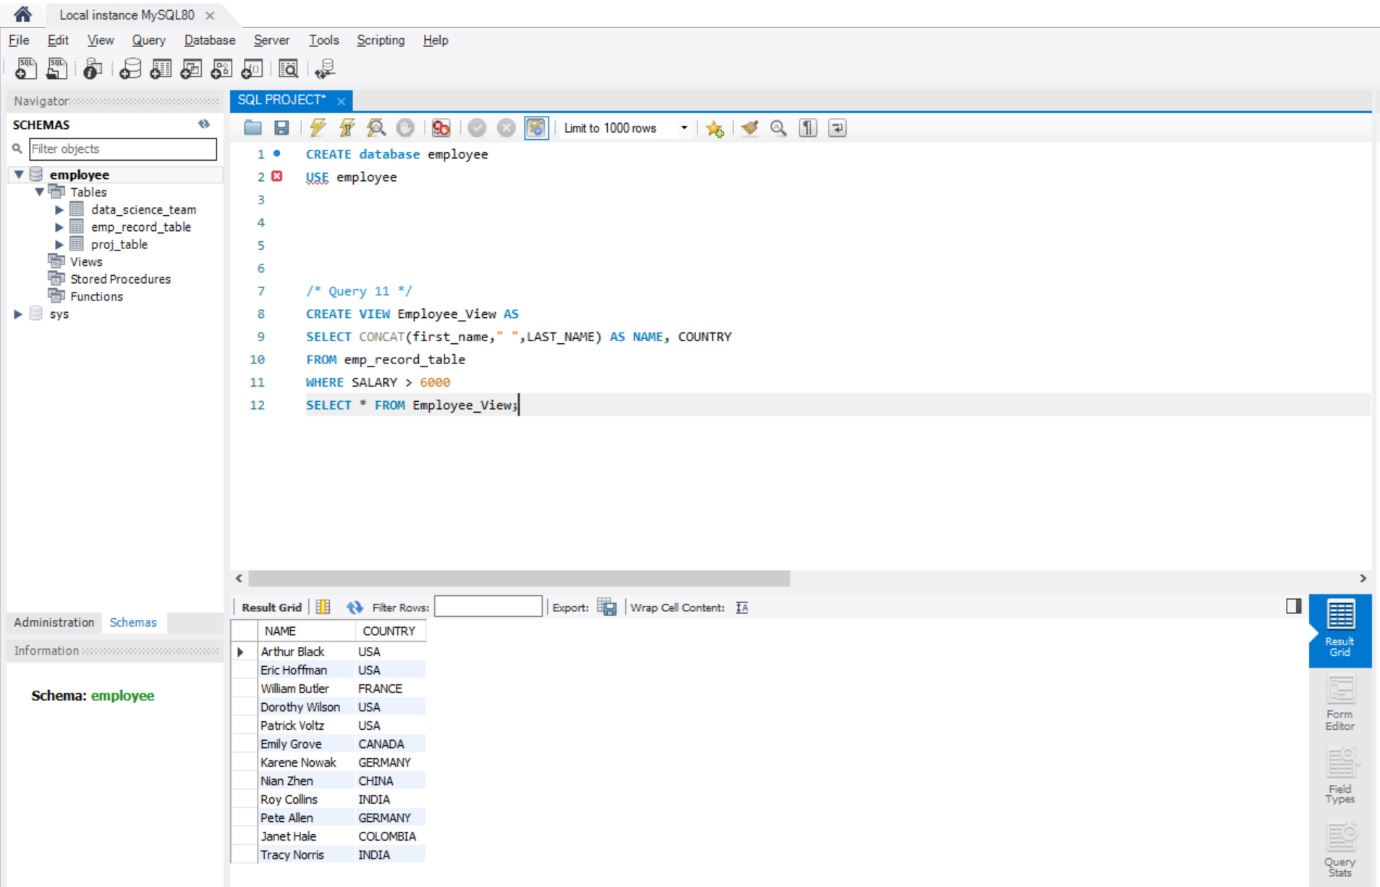 Local instance MySQL80 ×
File Edit View Query Database Server Tools Scripting Help
Navigator
SCHEMAS
Filter objects
employee
Tables
data_science_team
emp_record_table
proj_table
Views
Stored Procedures
Functions
sys
Administration Schemas
Information
Schema: employee
SQL PROJECT* ×
Limit to 1000 rows
1 CREATE database employee
2 USE employee
3
4
5
6
7 /* Query 11 */
8 CREATE VIEW Employee_View AS
9 SELECT CONCAT(first_name," ",LAST_NAME) AS NAME, COUNTRY
10 FROM emp_record_table
11 WHERE SALARY > 6000
12 SELECT * FROM Employee_View;
Result Grid Filter Rows: Export: Wrap Cell Content: IA
NAME COUNTRY
Arthur Black USA
Eric Hoffman USA
William Butler FRANCE
Dorothy Wilson USA
Patrick Voltz USA
Emily Grove CANADA
Karene Nowak GERMANY
Nian Zhen CHINA
Roy Collins INDIA
Pete Allen GERMANY
Janet Hale COLOMBIA
Tracy Norris INDIA
Result
Grid
Form
Editor
Field
Types
Query
Stats